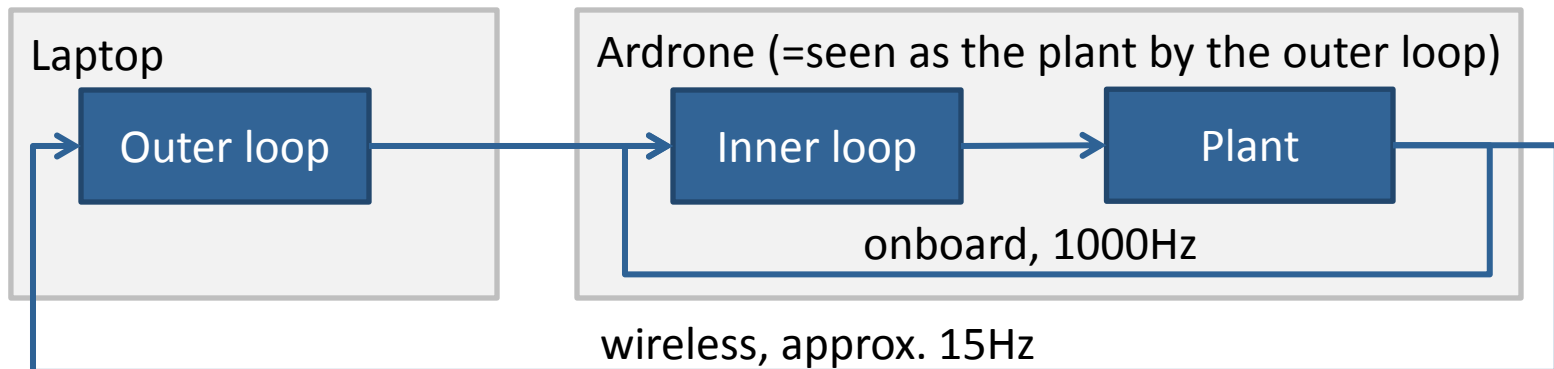 Laptop
Ardrone (=seen as the plant by the outer loop)
Outer loop
Inner loop
Plant
onboard, 1000Hz
wireless, approx. 15Hz